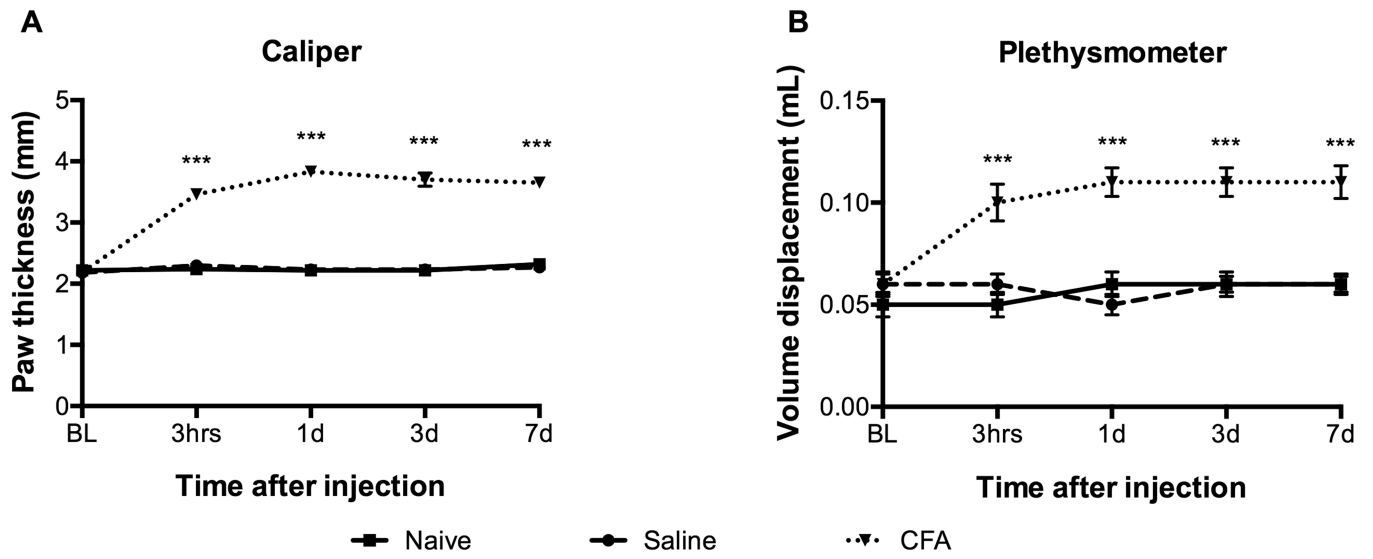 A
Caliper
Paw thickness (mm)
5
4
3
2
1
0
*** *** *** ***
BL 3hrs 1d 3d 7d
Time after injection
B
Plethysmometer
Volume displacement (mL)
0.15
0.10
0.05
0.00
*** *** *** ***
BL 3hrs 1d 3d 7d
Time after injection
Naive Saline CFA